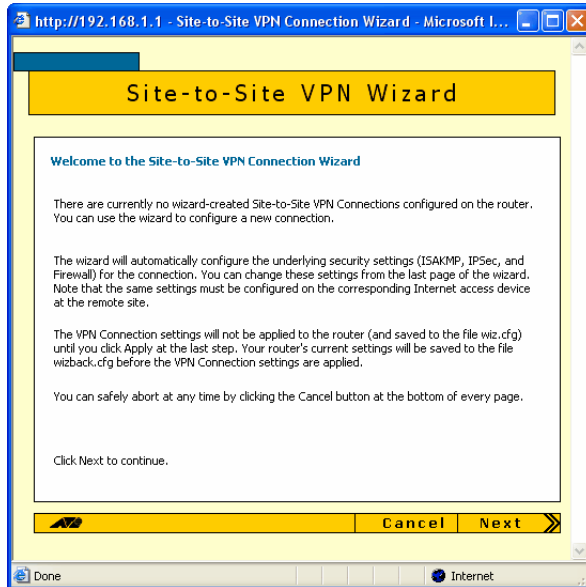 http://192.168.1.1 - Site-to-Site VPN Connection Wizard - Microsoft I...
Site-to-Site VPN Wizard
Welcome to the Site-to-Site VPN Connection Wizard
There are currently no wizard-created Site-to-Site VPN Connections configured on the router.
You can use the wizard to configure a new connection.
The wizard will automatically configure the underlying security settings (ISAKMP, IPSec, and
Firewall) for the connection. You can change these settings from the last page of the wizard.
Note that the same settings must be configured on the corresponding Internet access device
at the remote site.
The VPN Connection settings will not be applied to the router (and saved to the file wiz.cfg)
until you click Apply at the last step. Your router's current settings will be saved to the file
wizback.cfg before the VPN Connection settings are applied.
You can safely abort at any time by clicking the Cancel button at the bottom of every page.
Click Next to continue.
Cancel Next
Done Internet